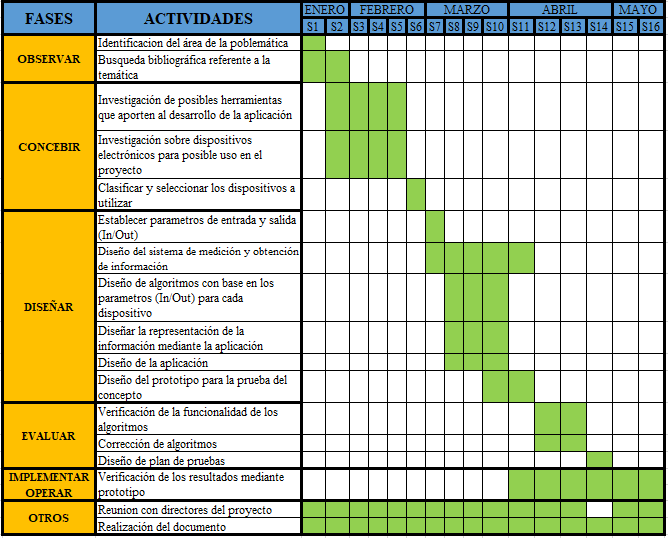 FASES
ACTIVIDADES
ENERO
FEBRERO
MARZO
ABRIL
MAYO
S1 S2 S3 S4 S5 S6 S7 S8 S9 S10 S11 S12 S13 S14 S15 S16
OBSERVAR
Identificacion del área de la poblemática
Busqueda bibliográfica referente a la
temática
CONCEBIR
Investigación de posibles herramientas
que aporten al desarrollo de la aplicación
Investigación sobre dispositivos
electrónicos para posible uso en el
proyecto
Clasificar y seleccionar los dispositivos a
utilizar
DISEÑAR
Establecer parametros de entrada y salida
(In/Out)
Diseño del sistema de medición y obtención
de información
Diseño de algoritmos con base en los
parametros (In/Out) para cada
dispositivo
Diseñar la representación de la
información mediante la aplicación
Diseño de la aplicación
Diseño del prototipo para la prueba del
concepto
EVALUAR
Verificación de la funcionalidad de los
algoritmos
Corrección de algoritmos
Diseño de plan de pruebas
IMPLEMENTAR
OPERAR
Verificación de los resultados mediante
prototipo
OTROS
Reunion con directores del proyecto
Realización del documento